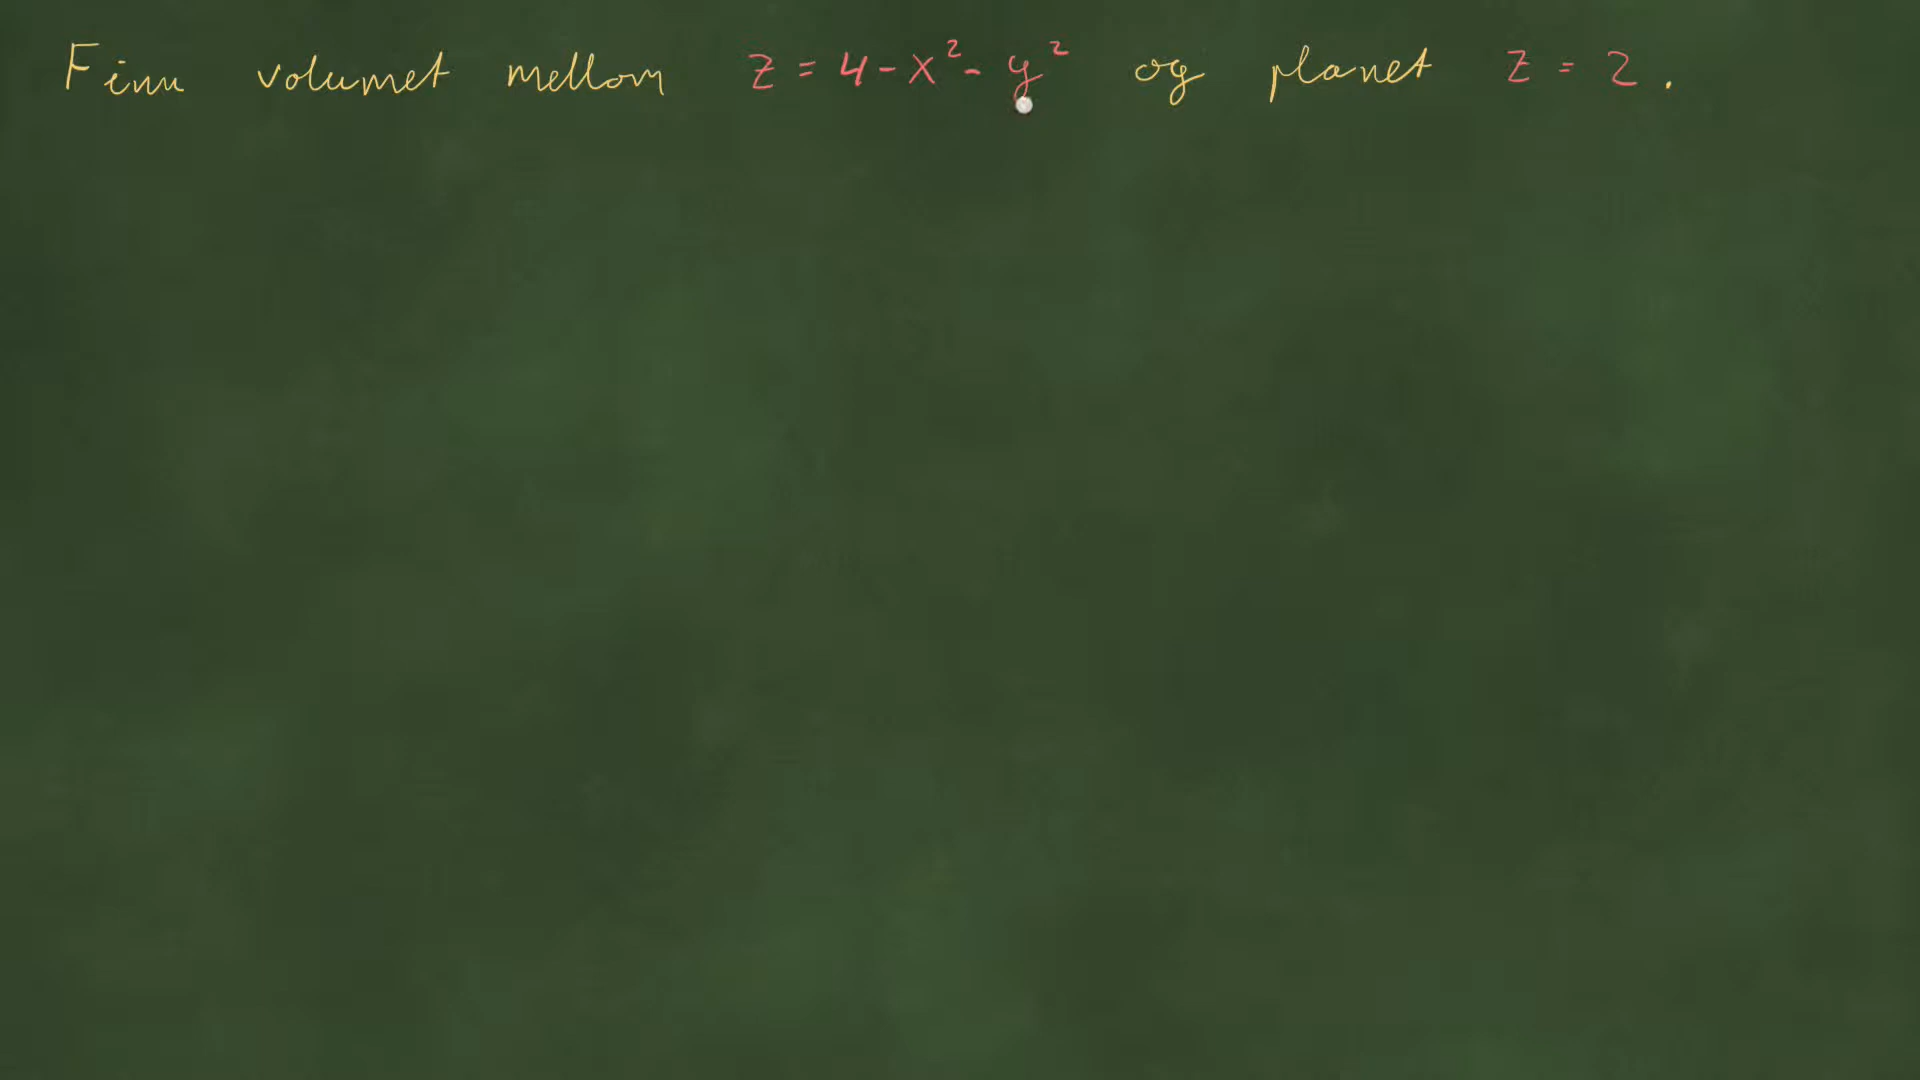 Finn volumet mellom z = 4 - x² - y² og planet z = 2.